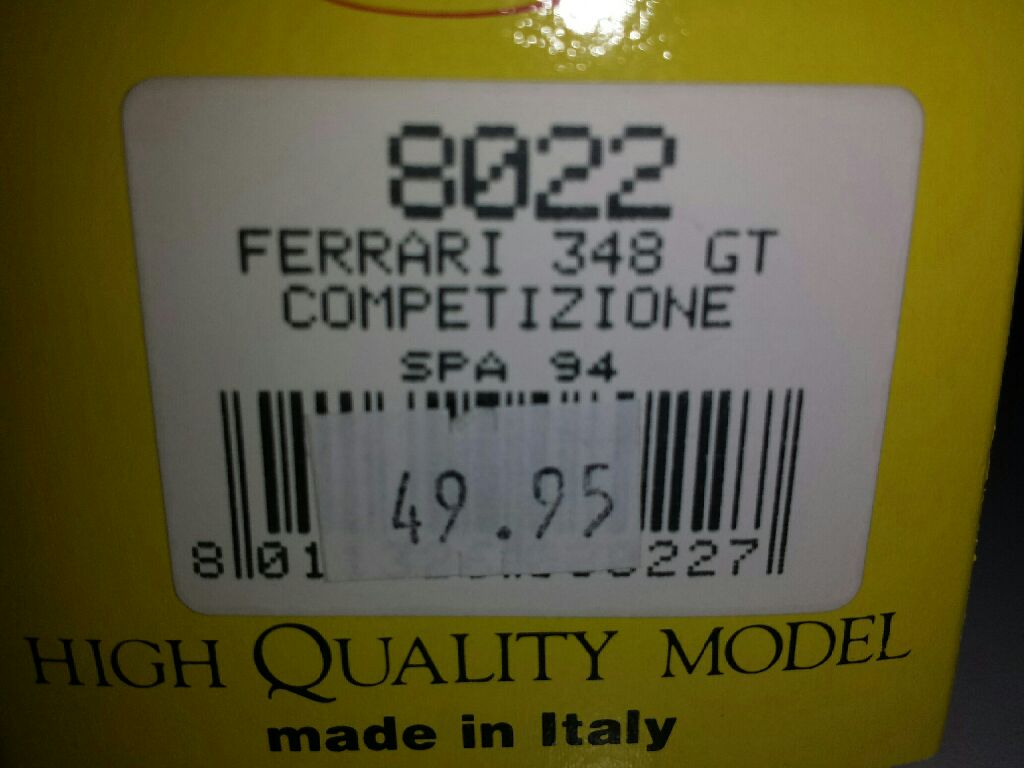 8022
FERRARI 348 GT
COMPETIZIONE
SPA 94
49.95
8 01 227
HIGH QUALITY MODEL
made in Italy